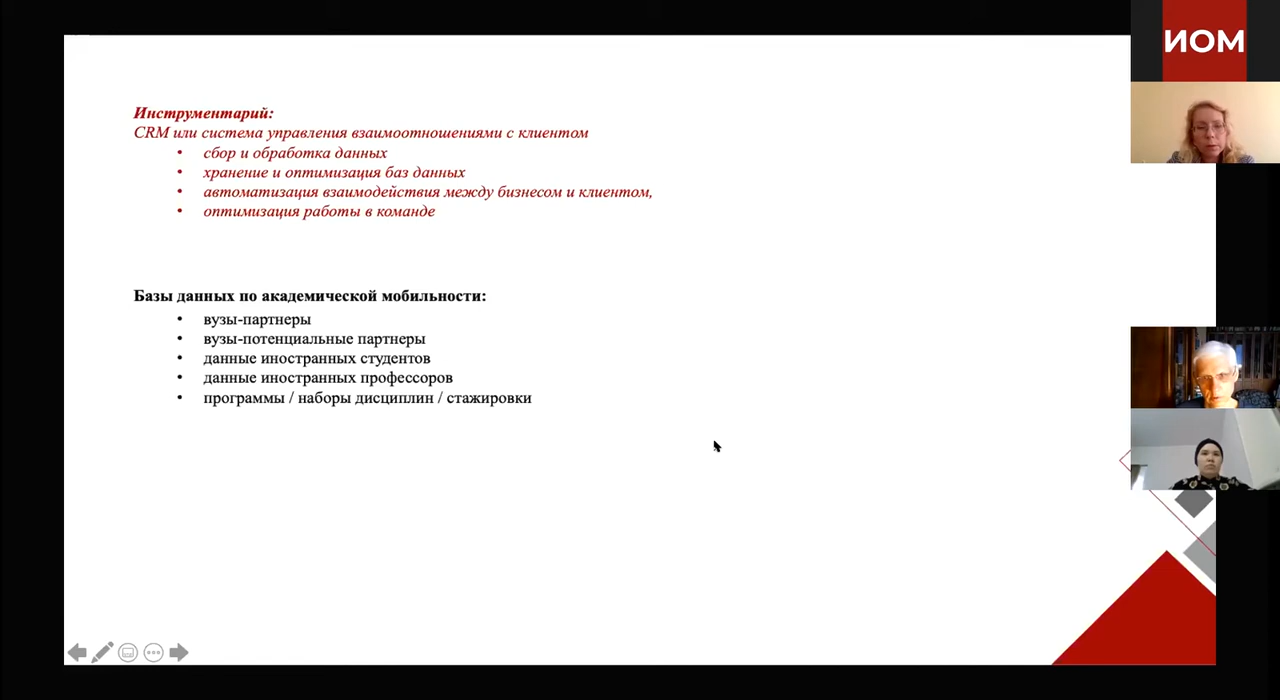 ИОМ
Инструментарий:
CRM или система управления взаимоотношениями с клиентом
• сбор и обработка данных
• хранение и оптимизация баз данных
• автоматизация взаимодействия между бизнесом и клиентом,
• оптимизация работы в команде
Базы данных по академической мобильности:
• вузы-партнеры
• вузы-потенциальные партнеры
• данные иностранных студентов
• данные иностранных профессоров
• программы / наборы дисциплин / стажировки